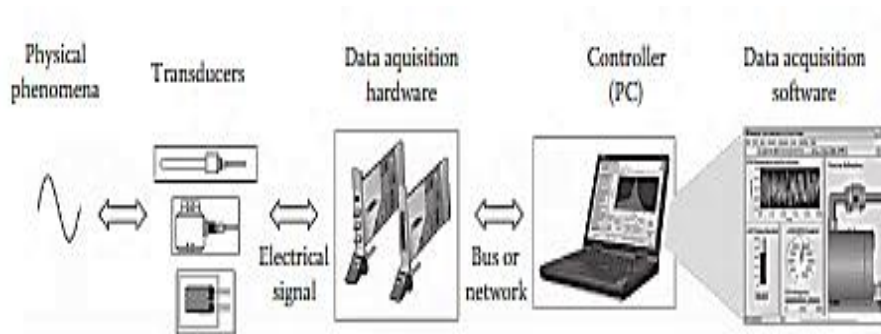 Physical
phenomena
Transducers
Data aquisition
hardware
Controller
(PC)
Data acquisition
software
Electrical
signal
Bus or
network